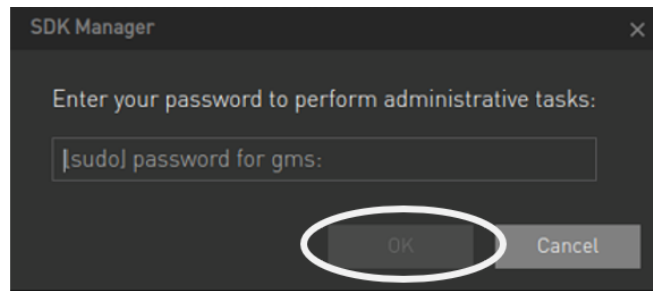 SDK Manager
Enter your password to perform administrative tasks:
[sudo] password for gms:
OK Cancel